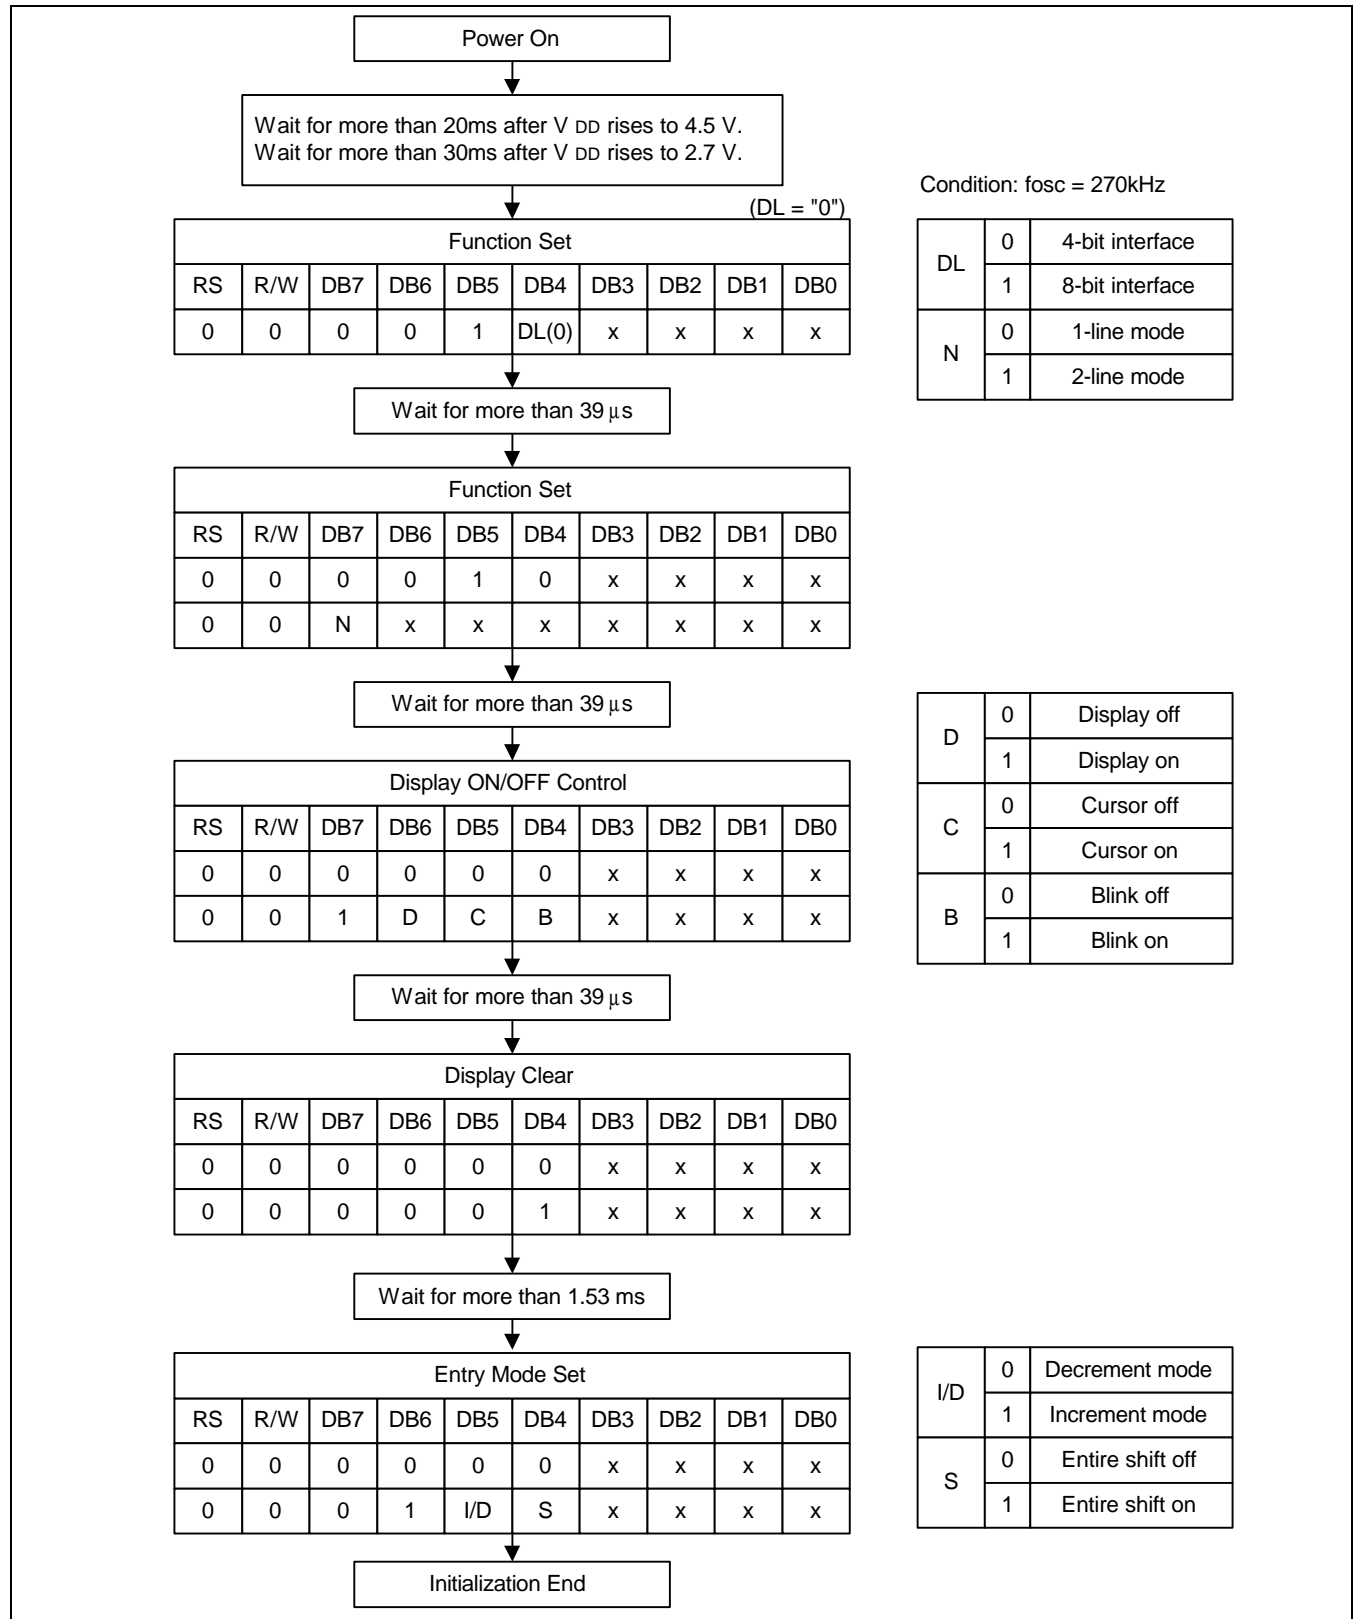 Power On
Wait for more than 20ms after V DD rises to 4.5 V.
Wait for more than 30ms after V DD rises to 2.7 V.
Condition: fosc = 270kHz
(DL = "0")
Function Set
RS R/W DB7 DB6 DB5 DB4 DB3 DB2 DB1 DB0
0 0 0 0 1 DL(0) x x x x
DL 0 4-bit interface
1 8-bit interface
N 0 1-line mode
1 2-line mode
Wait for more than 39 μs
Function Set
RS R/W DB7 DB6 DB5 DB4 DB3 DB2 DB1 DB0
0 0 0 0 1 0 x x x x
0 0 N x x x x x x x
Wait for more than 39 μs
Display ON/OFF Control
RS R/W DB7 DB6 DB5 DB4 DB3 DB2 DB1 DB0
0 0 0 0 0 0 x x x x
0 0 1 D C B x x x x
D 0 Display off
1 Display on
C 0 Cursor off
1 Cursor on
B 0 Blink off
1 Blink on
Wait for more than 39 μs
Display Clear
RS R/W DB7 DB6 DB5 DB4 DB3 DB2 DB1 DB0
0 0 0 0 0 0 x x x x
0 0 0 0 0 1 x x x x
Wait for more than 1.53 ms
Entry Mode Set
RS R/W DB7 DB6 DB5 DB4 DB3 DB2 DB1 DB0
0 0 0 0 0 0 x x x x
0 0 0 1 I/D S x x x x
I/D 0 Decrement mode
1 Increment mode
S 0 Entire shift off
1 Entire shift on
Initialization End